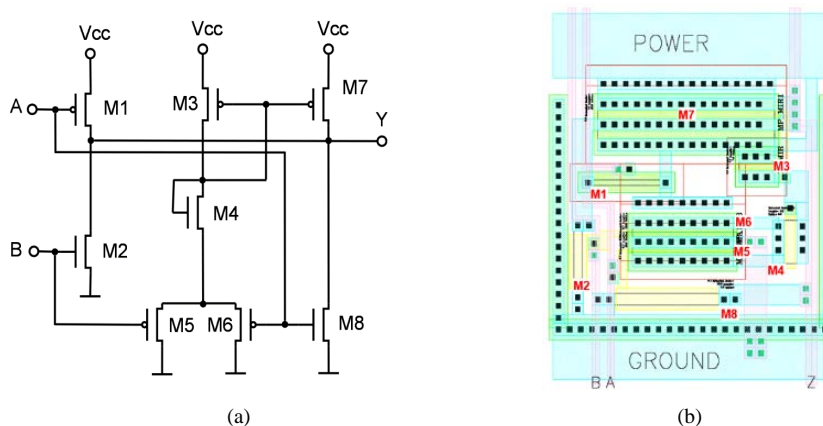 Vcc
Vcc
Vcc
A
M1
M3
M7
Y
M4
B
M2
M5
M6
M8
(a)
POWER
M7
M3
M1
M6
M5
M4
M2
M8
GROUND
B A
Z
(b)